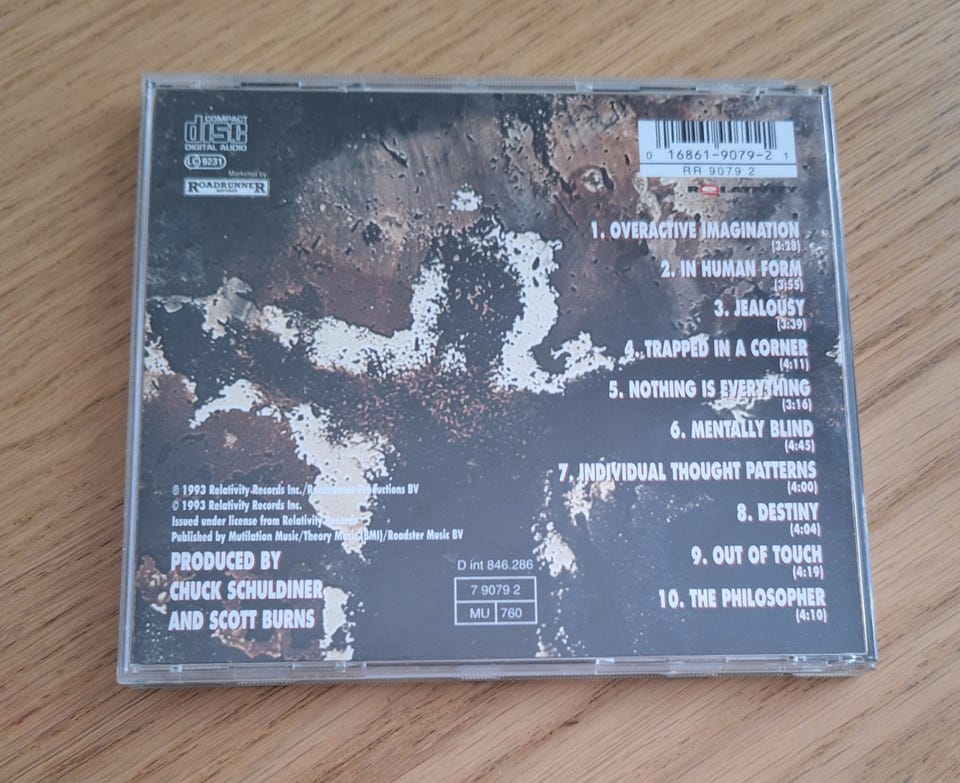 COMPACT
disc
DIGITAL AUDIO
LC 9231
Marketed by
ROADRUNNER
RECORDS
0 16861-9079-2 1
RR 9079 2
RELATIVITY
1. OVERACTIVE IMAGINATION
(3:28)
2. IN HUMAN FORM
(3:55)
3. JEALOUSY
(3:39)
4. TRAPPED IN A CORNER
(4:11)
5. NOTHING IS EVERYTHING
(3:16)
6. MENTALLY BLIND
(4:45)
7. INDIVIDUAL THOUGHT PATTERNS
(4:00)
8. DESTINY
(4:04)
9. OUT OF TOUCH
(4:19)
10. THE PHILOSOPHER
(4:10)
℗ 1993 Relativity Records Inc./Roadrunner Productions BV
© 1993 Relativity Records Inc.
Issued under license from Relativity Records
Published by Mutilation Music/Theory Music (BMI)/Roadster Music BV
PRODUCED BY
CHUCK SCHULDINER
AND SCOTT BURNS
D int 846.286
7 9079 2
MU 760